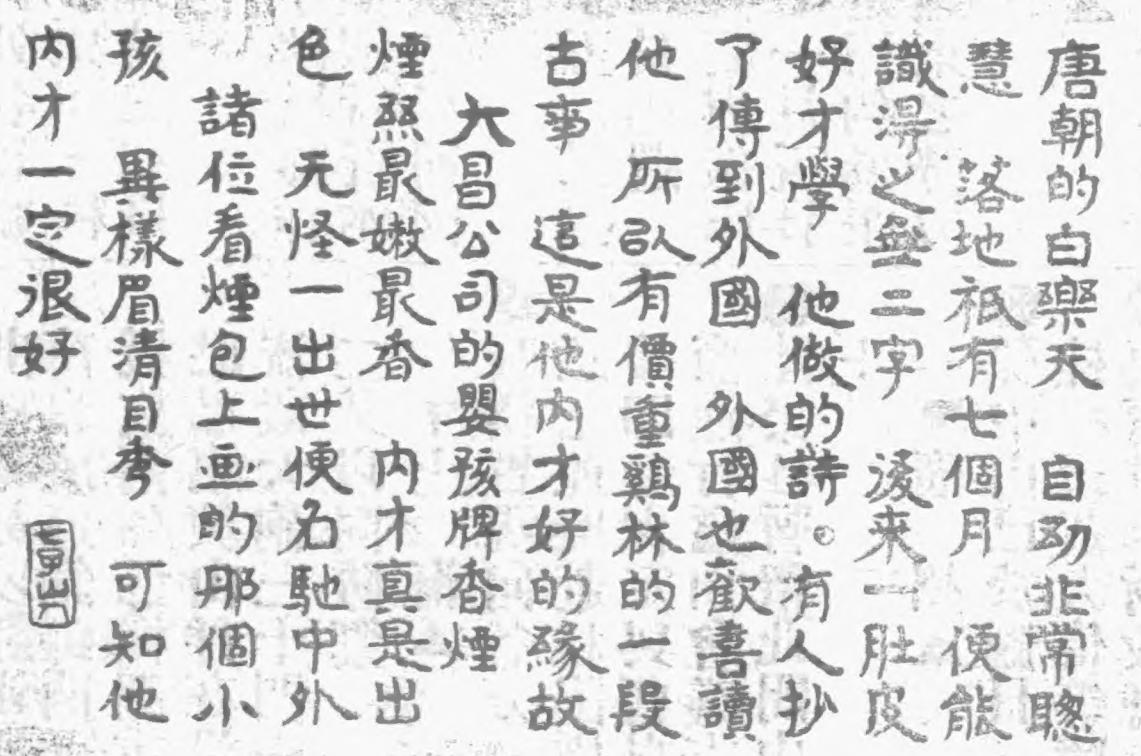 唐朝的白樂天　自幼非常聰
慧　落地祇有七個月　便能
識得之無二字　後来一肚皮
好才學　他做的詩。有人抄
了傳到外國　外國也歡喜讀
他　所以有價重鷄林的一段
古事　這是他内才好的緣故
大昌公司的嬰孩牌香煙
煙絲最嫩最香　内才真是出
色　无怪一出世便名馳中外
諸位看煙包上画的那個小
孩　異樣眉清目秀　可知他
内才一定很好